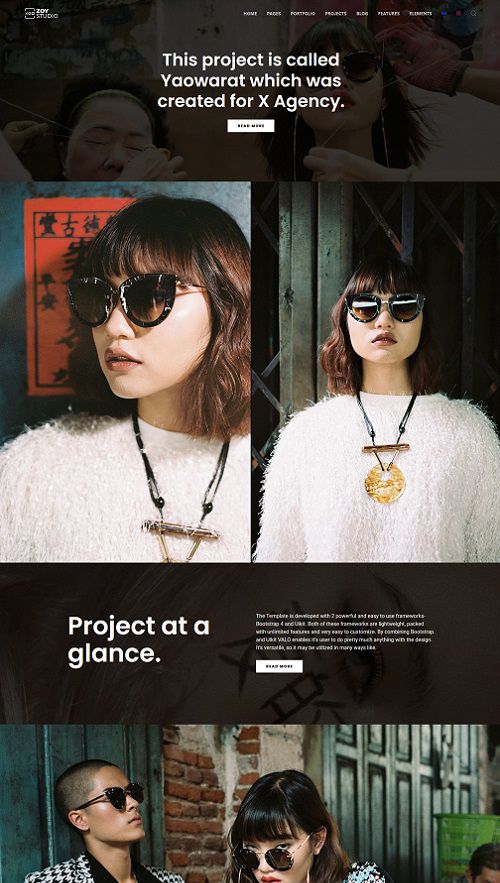 ZOY
STUDIO
HOME PAGES PORTFOLIO PROJECTS BLOG FEATURES ELEMENTS
This project is called
Yaowarat which was
created for X Agency.
READ MORE
平安
Project at a
glance.
The Template is developed with 2 powerful and easy to use frameworks-
Bootstrap 4 and Uikit. Both of these frameworks are lightweight, packed
with unlimited features and very easy to customize. By combining Bootstrap
and Uikit VALO enables it's user to do pretty much anything with the design.
It's versatile, so it may be utilized in many ways like.
READ MORE